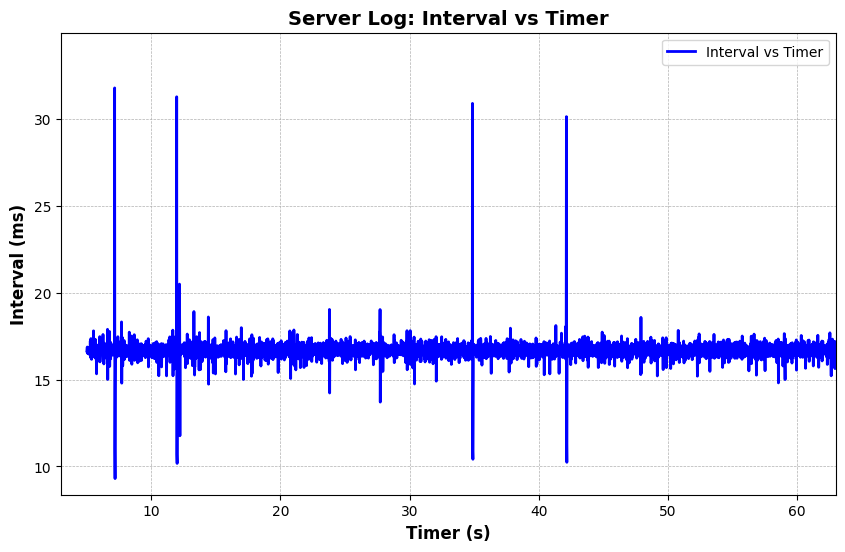 Server Log: Interval vs Timer
Interval vs Timer
Interval (ms)
30
25
20
15
10
10 20 30 40 50 60
Timer (s)